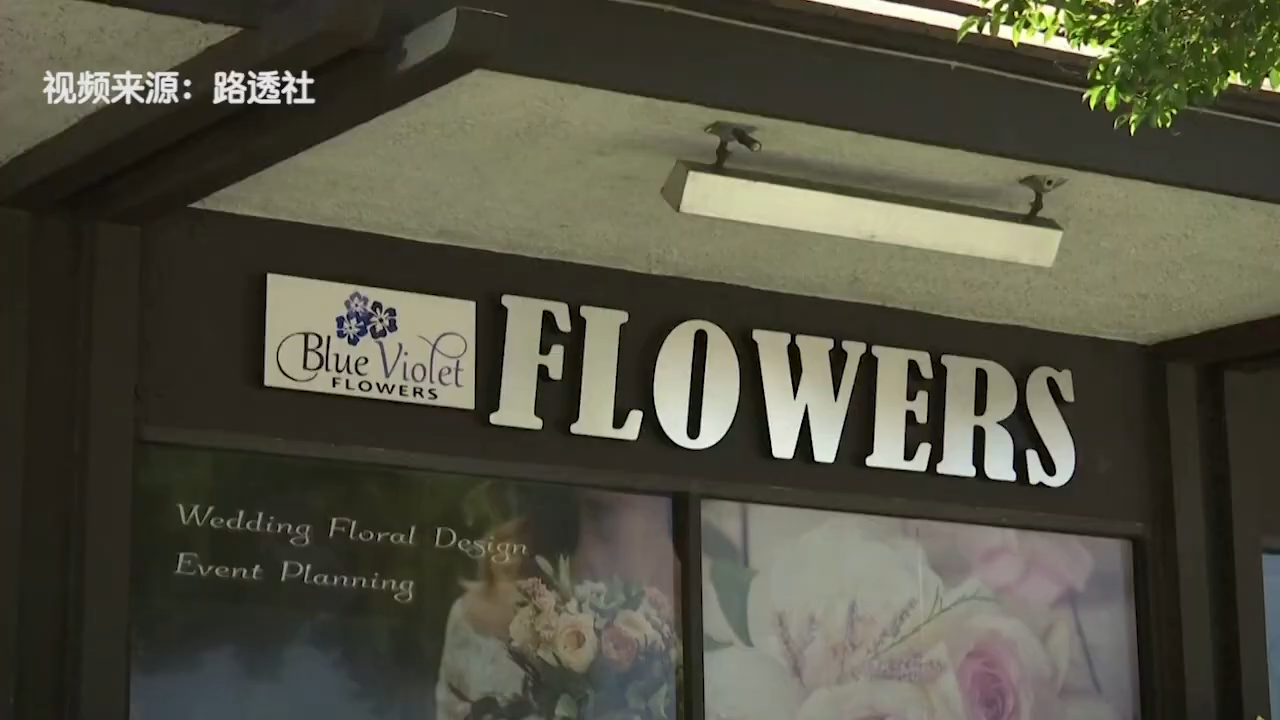 视频来源：路透社
Blue Violet
FLOWERS
FLOWERS
Wedding Floral Design
Event Planning